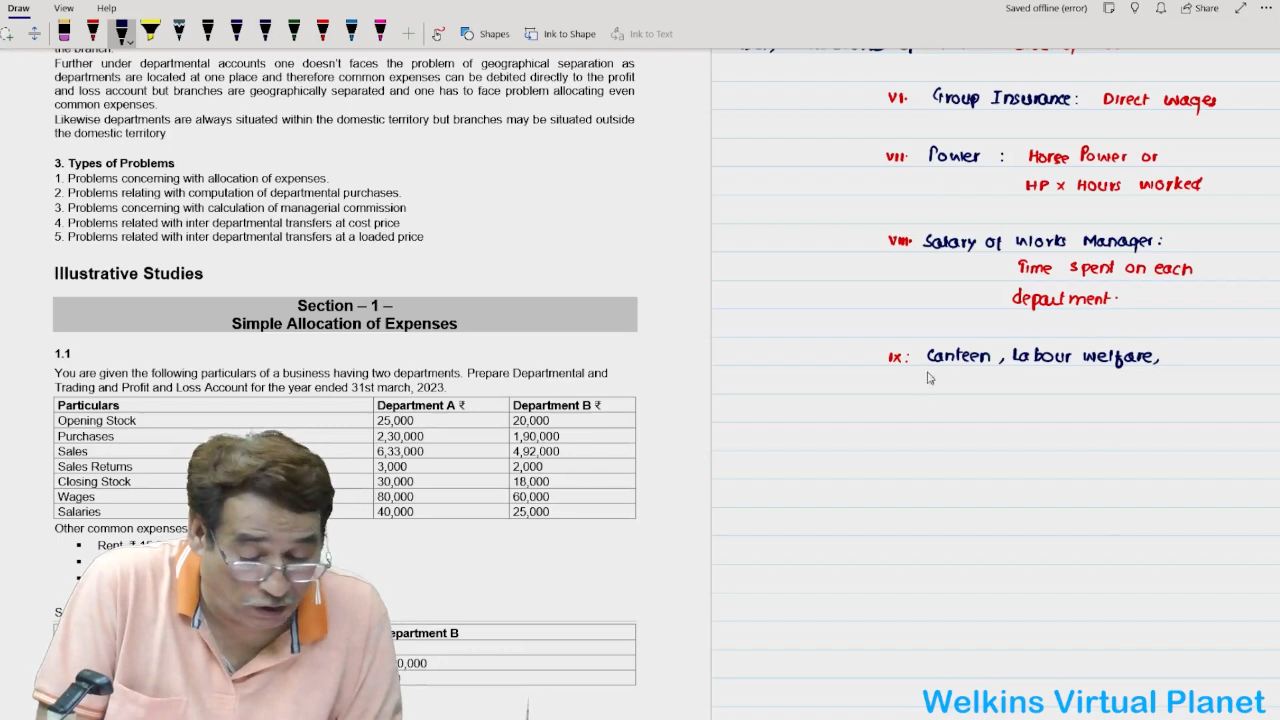 Draw View Help
Saved offline (error) Share
Shapes Ink to Shape Ink to Text
the branch.
Further under departmental accounts one doesn't faces the problem of geographical separation as
departments are located at one place and therefore common expenses can be debited directly to the profit
and loss account but branches are geographically separated and one has to face problem allocating even
common expenses.
Likewise departments are always situated within the domestic territory but branches may be situated outside
the domestic territory
3. Types of Problems
1. Problems concerning with allocation of expenses.
2. Problems relating with computation of departmental purchases.
3. Problems concerning with calculation of managerial commission
4. Problems related with inter departmental transfers at cost price
5. Problems related with inter departmental transfers at a loaded price
Illustrative Studies
Section – 1 –
Simple Allocation of Expenses
1.1
You are given the following particulars of a business having two departments. Prepare Departmental and
Trading and Profit and Loss Account for the year ended 31st march, 2023.
Particulars Department A ₹ Department B ₹
Opening Stock 25,000 20,000
Purchases 2,30,000 1,90,000
Sales 6,33,000 4,92,000
Sales Returns 3,000 2,000
Closing Stock 30,000 18,000
Wages 80,000 60,000
Salaries 40,000 25,000
Other common expenses
Rent
epartment B
VI. Group Insurance: Direct wages
VII. Power : Horse Power or
HP x Hours worked
VIII. Salary of Works Manager:
Time spent on each
department.
IX: Canteen, Labour welfare,
Welkins Virtual Planet